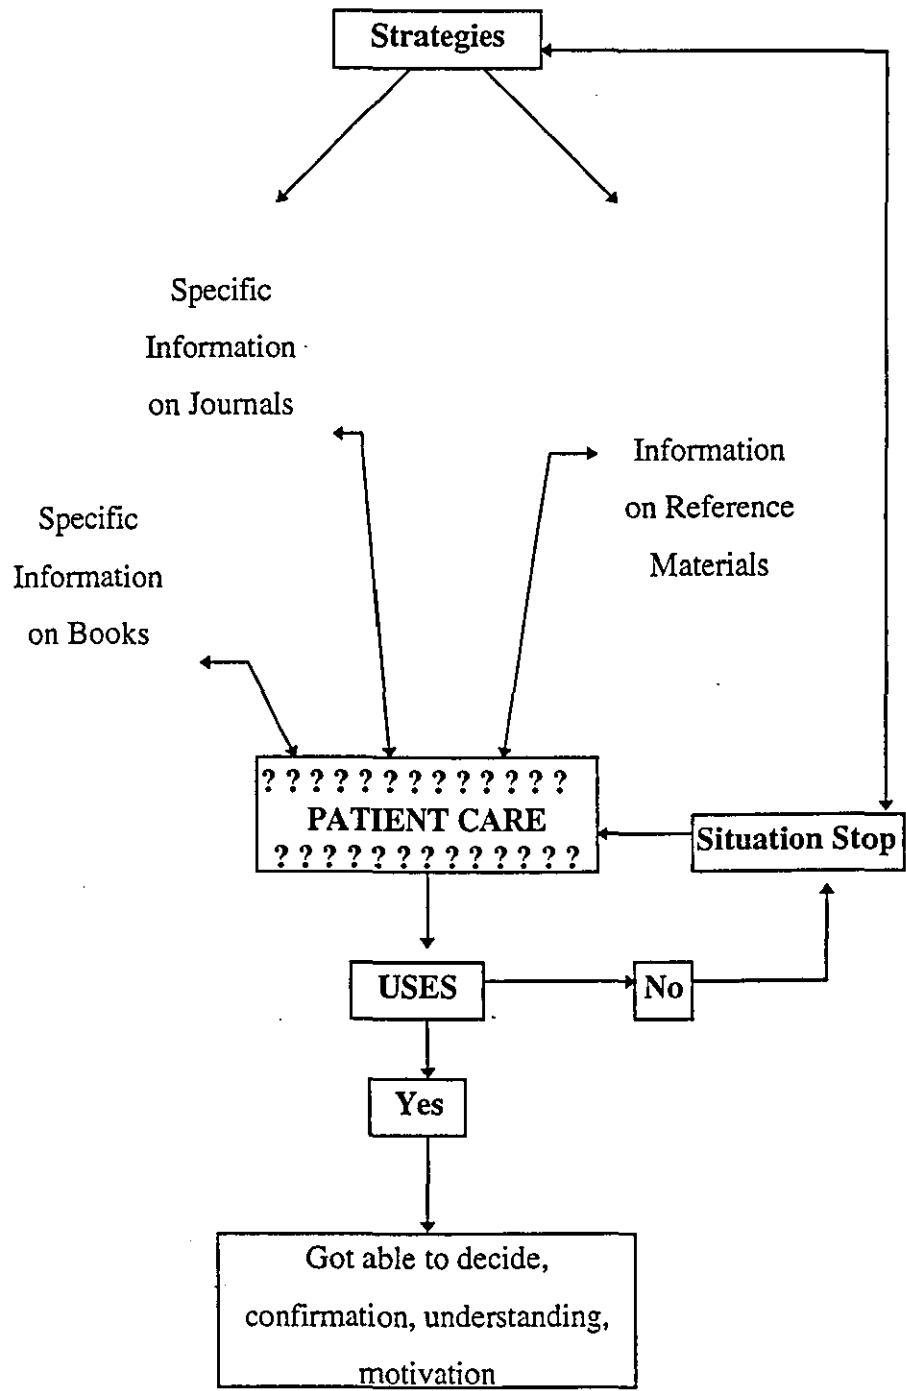 Strategies
Specific
Information
on Journals
Information
on Reference
Materials
Specific
Information
on Books
? ? ? ? ? ? ? ? ? ? ? ? ?
PATIENT CARE
? ? ? ? ? ? ? ? ? ? ? ? ?
Situation Stop
USES
No
Yes
Got able to decide,
confirmation, understanding,
motivation